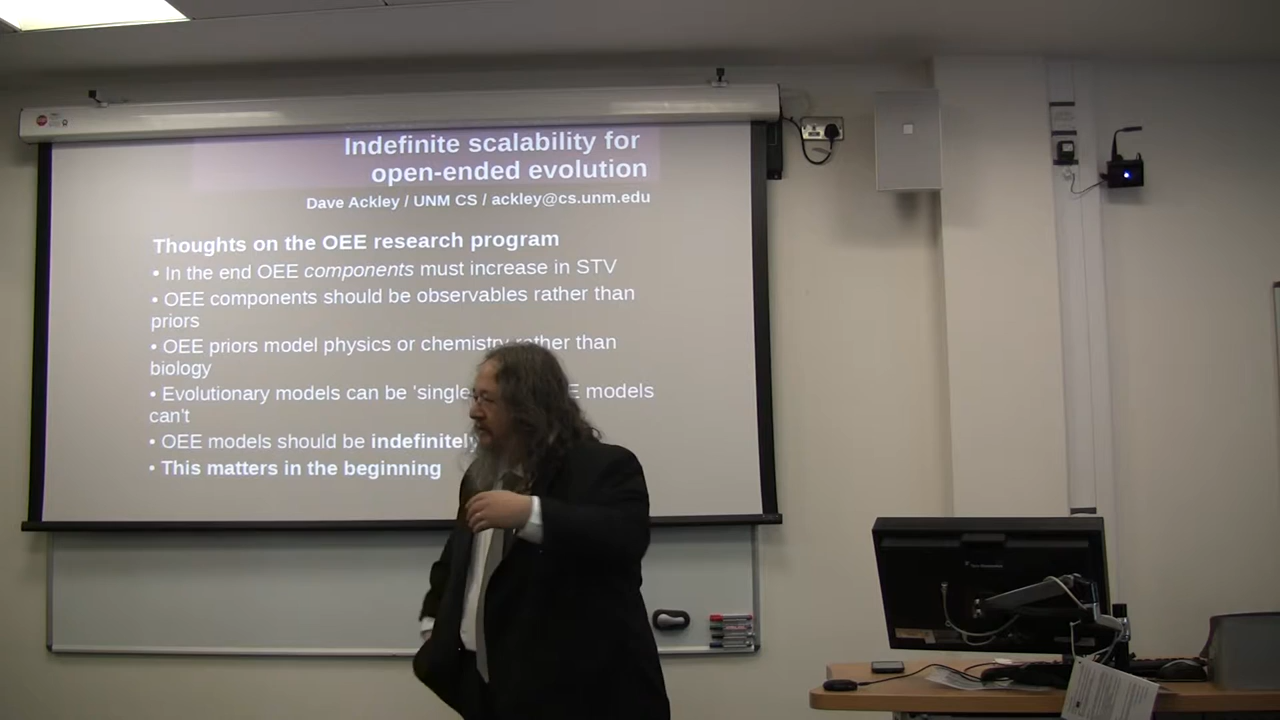 Indefinite scalability for
open-ended evolution
Dave Ackley / UNM CS / ackley@cs.unm.edu
Thoughts on the OEE research program
• In the end OEE components must increase in STV
• OEE components should be observables rather than
priors
• OEE priors model physics or chemistry rather than
biology
• Evolutionary models can be 'single models
can't
• OEE models should be indefinitely
• This matters in the beginning